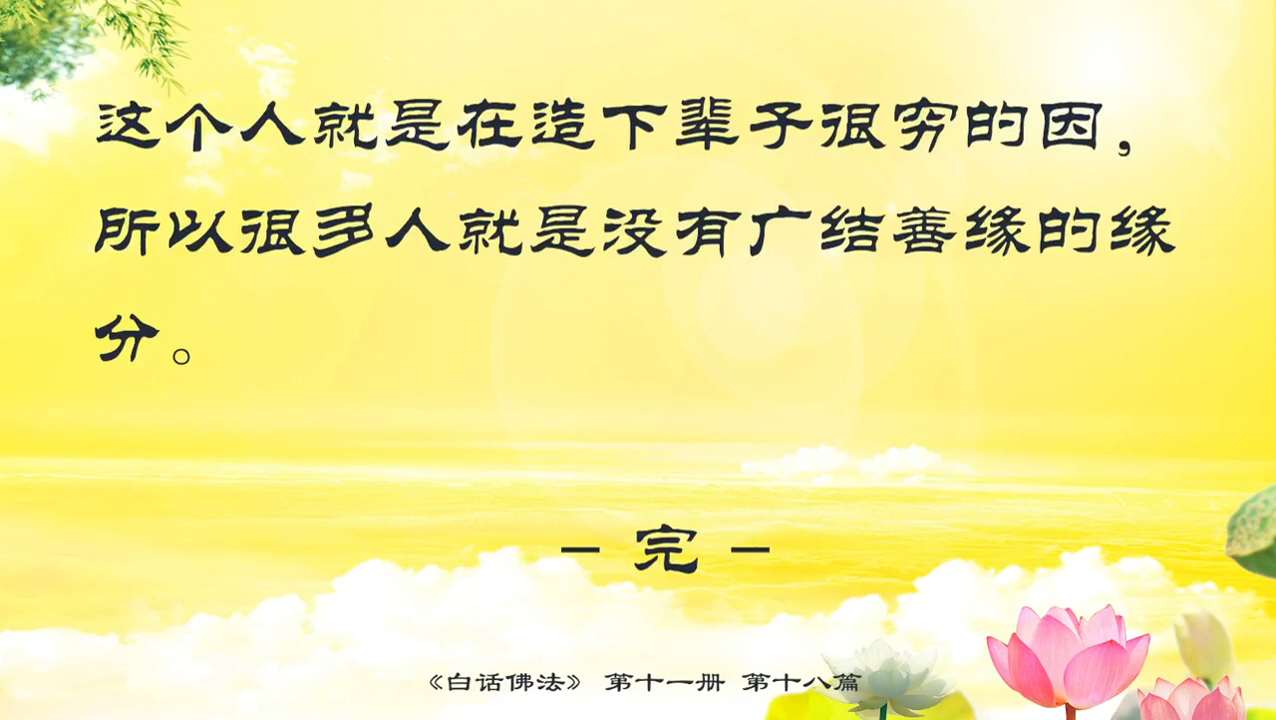 这个人就是在造下辈子很穷的因，
所以很多人就是没有广结善缘的缘
分。
– 完 –
《白话佛法》 第十一册 第十八篇